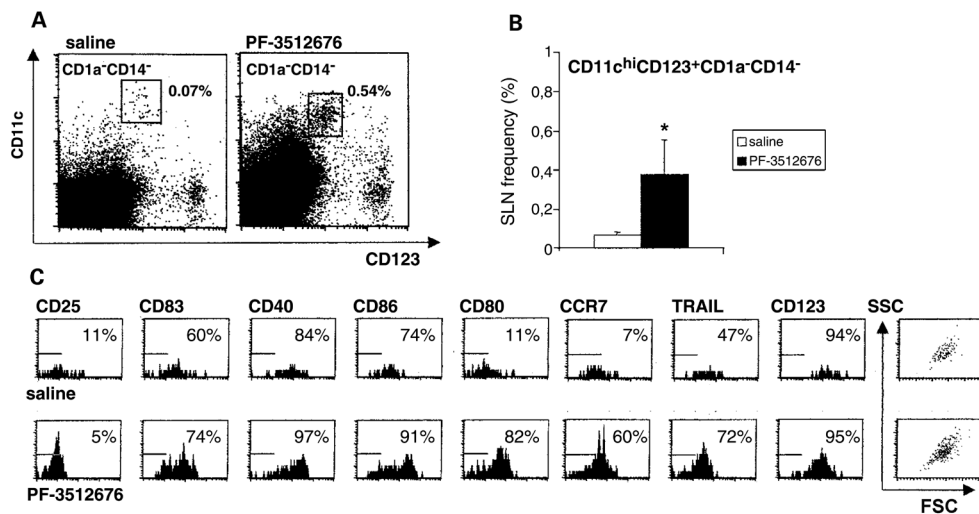 A
saline
PF-3512676
CD1a⁻CD14⁻
0.07%
CD1a⁻CD14⁻
0.54%
CD11c
CD123
B
CD11c^hiCD123+CD1a-CD14-
1
0,8
0,6
0,4
0,2
0
SLN frequency (%)
*
saline
PF-3512676
C
CD25 CD83 CD40 CD86 CD80 CCR7 TRAIL CD123 SSC
11% 60% 84% 74% 11% 7% 47% 94%
saline
5% 74% 97% 91% 82% 60% 72% 95%
PF-3512676
FSC